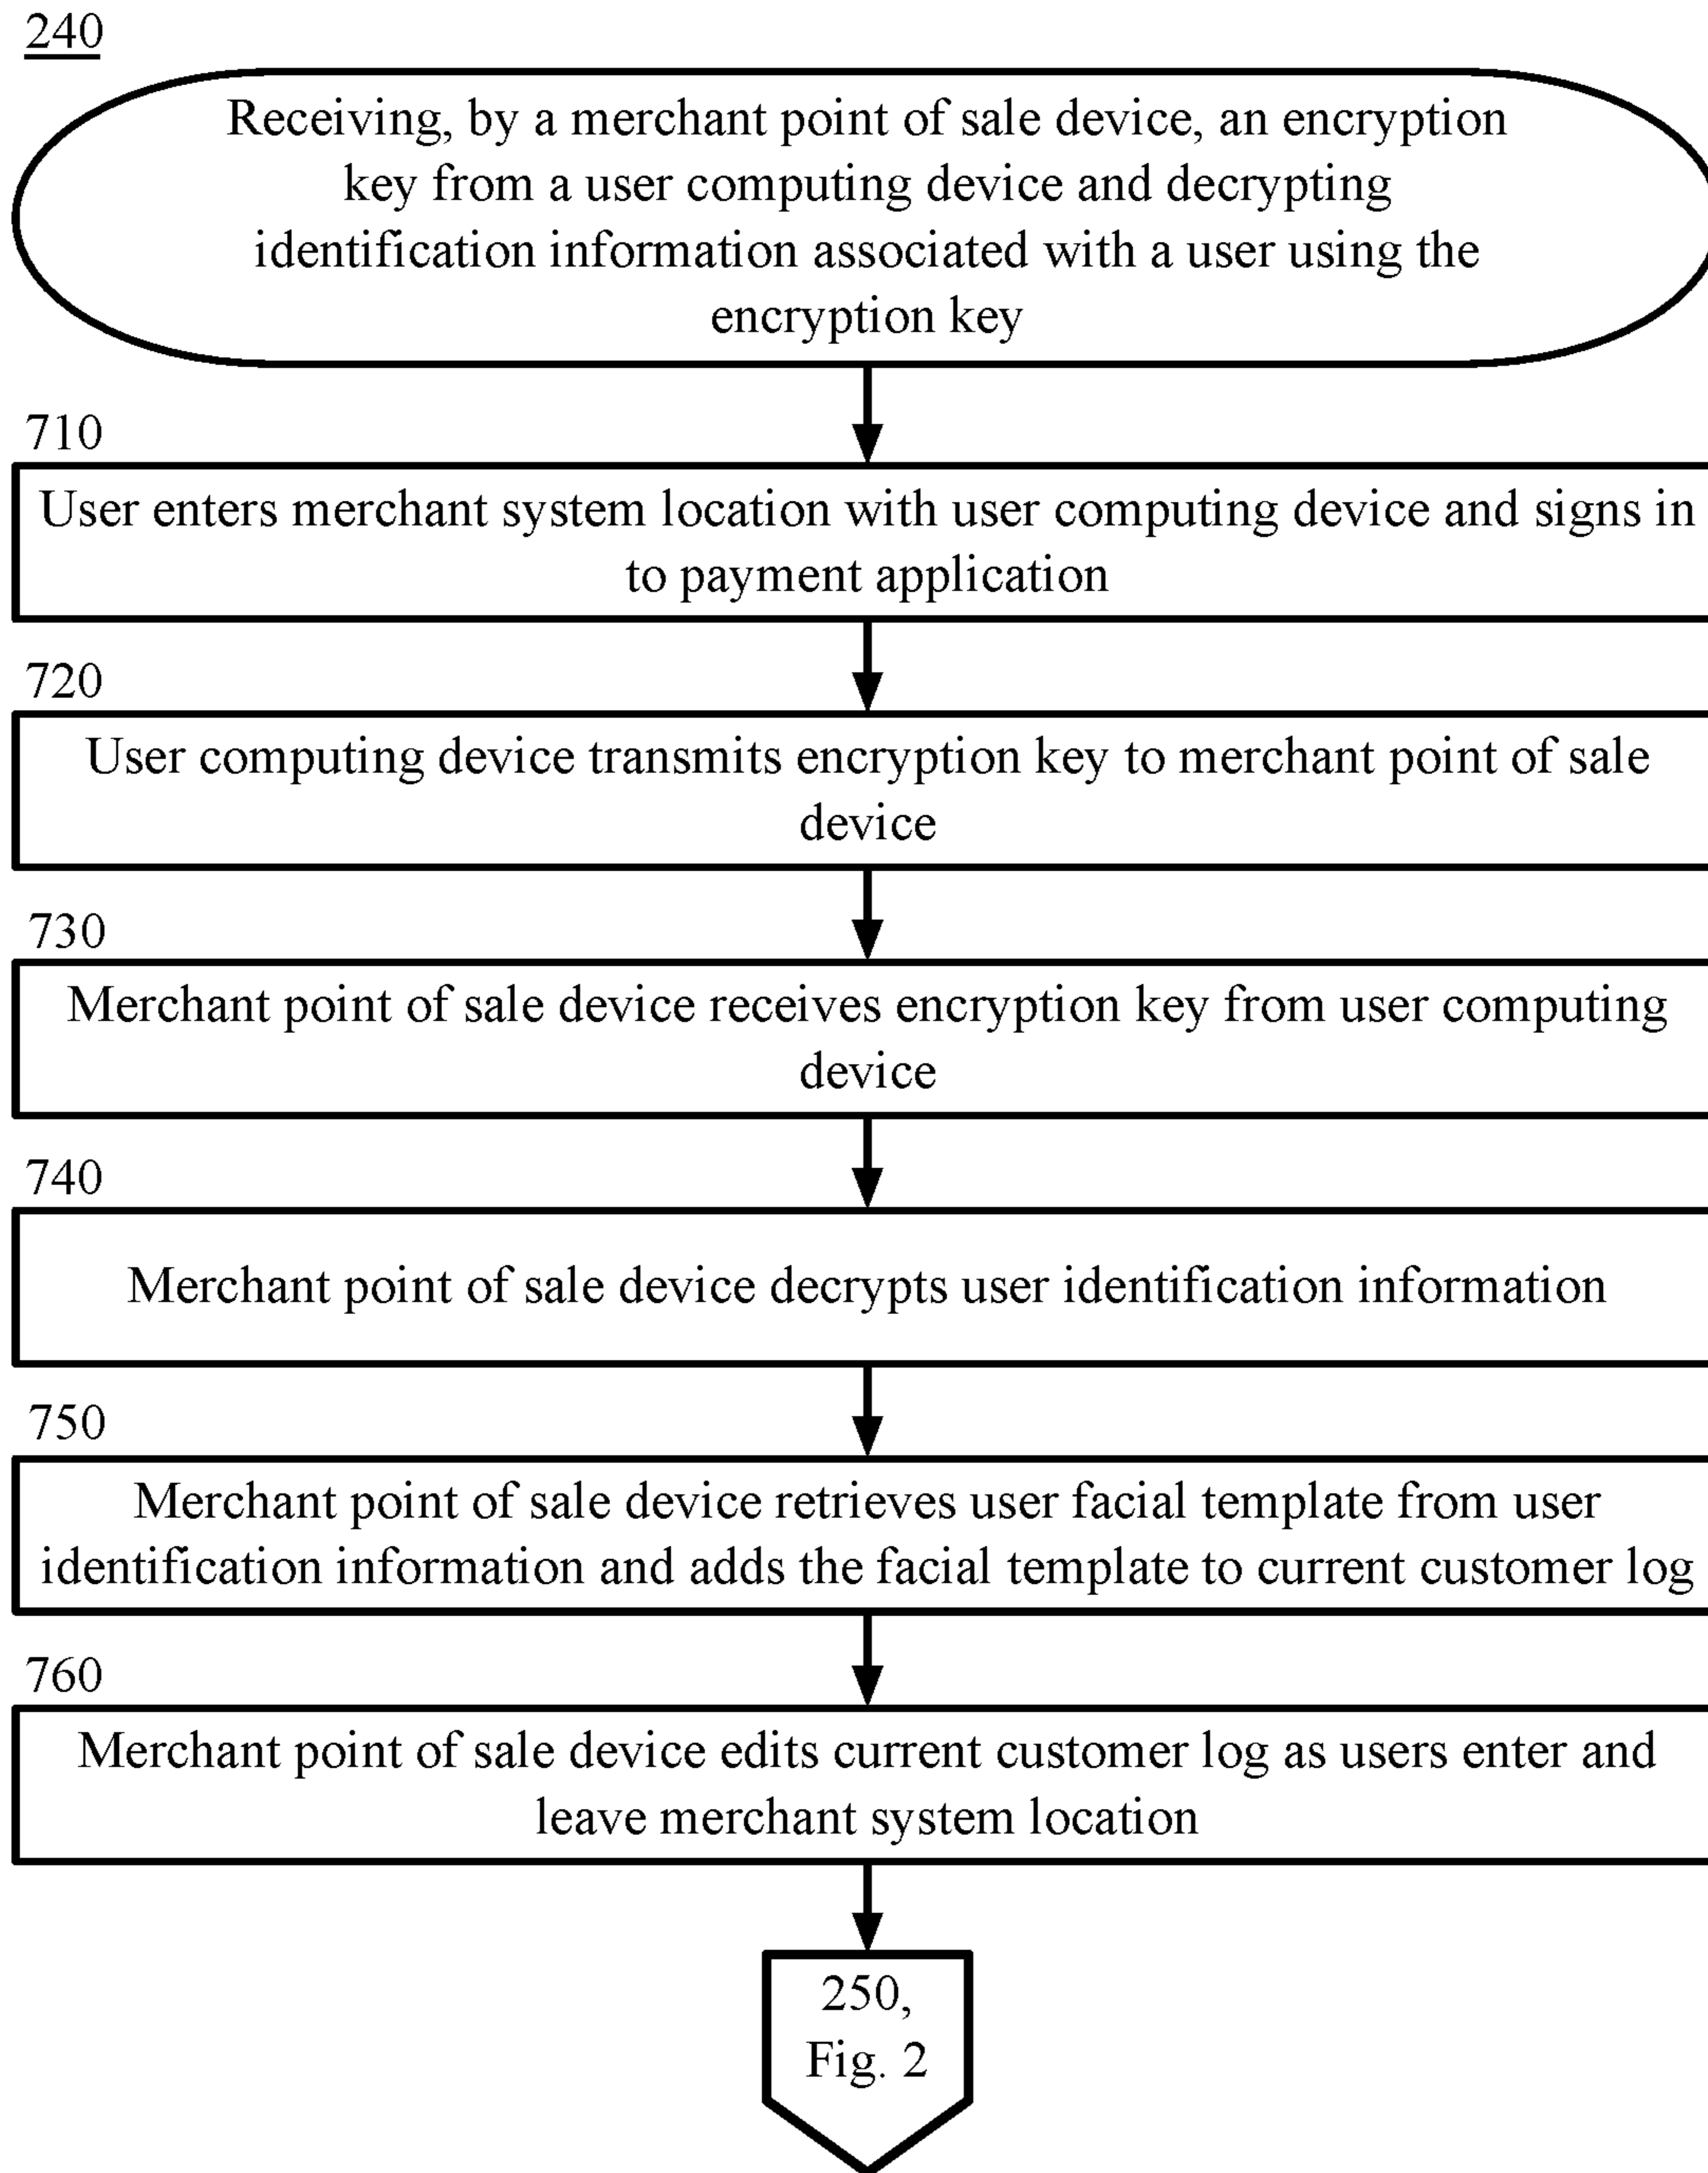 240
Receiving, by a merchant point of sale device, an encryption
key from a user computing device and decrypting
identification information associated with a user using the
encryption key
710
User enters merchant system location with user computing device and signs in
to payment application
720
User computing device transmits encryption key to merchant point of sale
device
730
Merchant point of sale device receives encryption key from user computing
device
740
Merchant point of sale device decrypts user identification information
750
Merchant point of sale device retrieves user facial template from user
identification information and adds the facial template to current customer log
760
Merchant point of sale device edits current customer log as users enter and
leave merchant system location
250,
Fig. 2